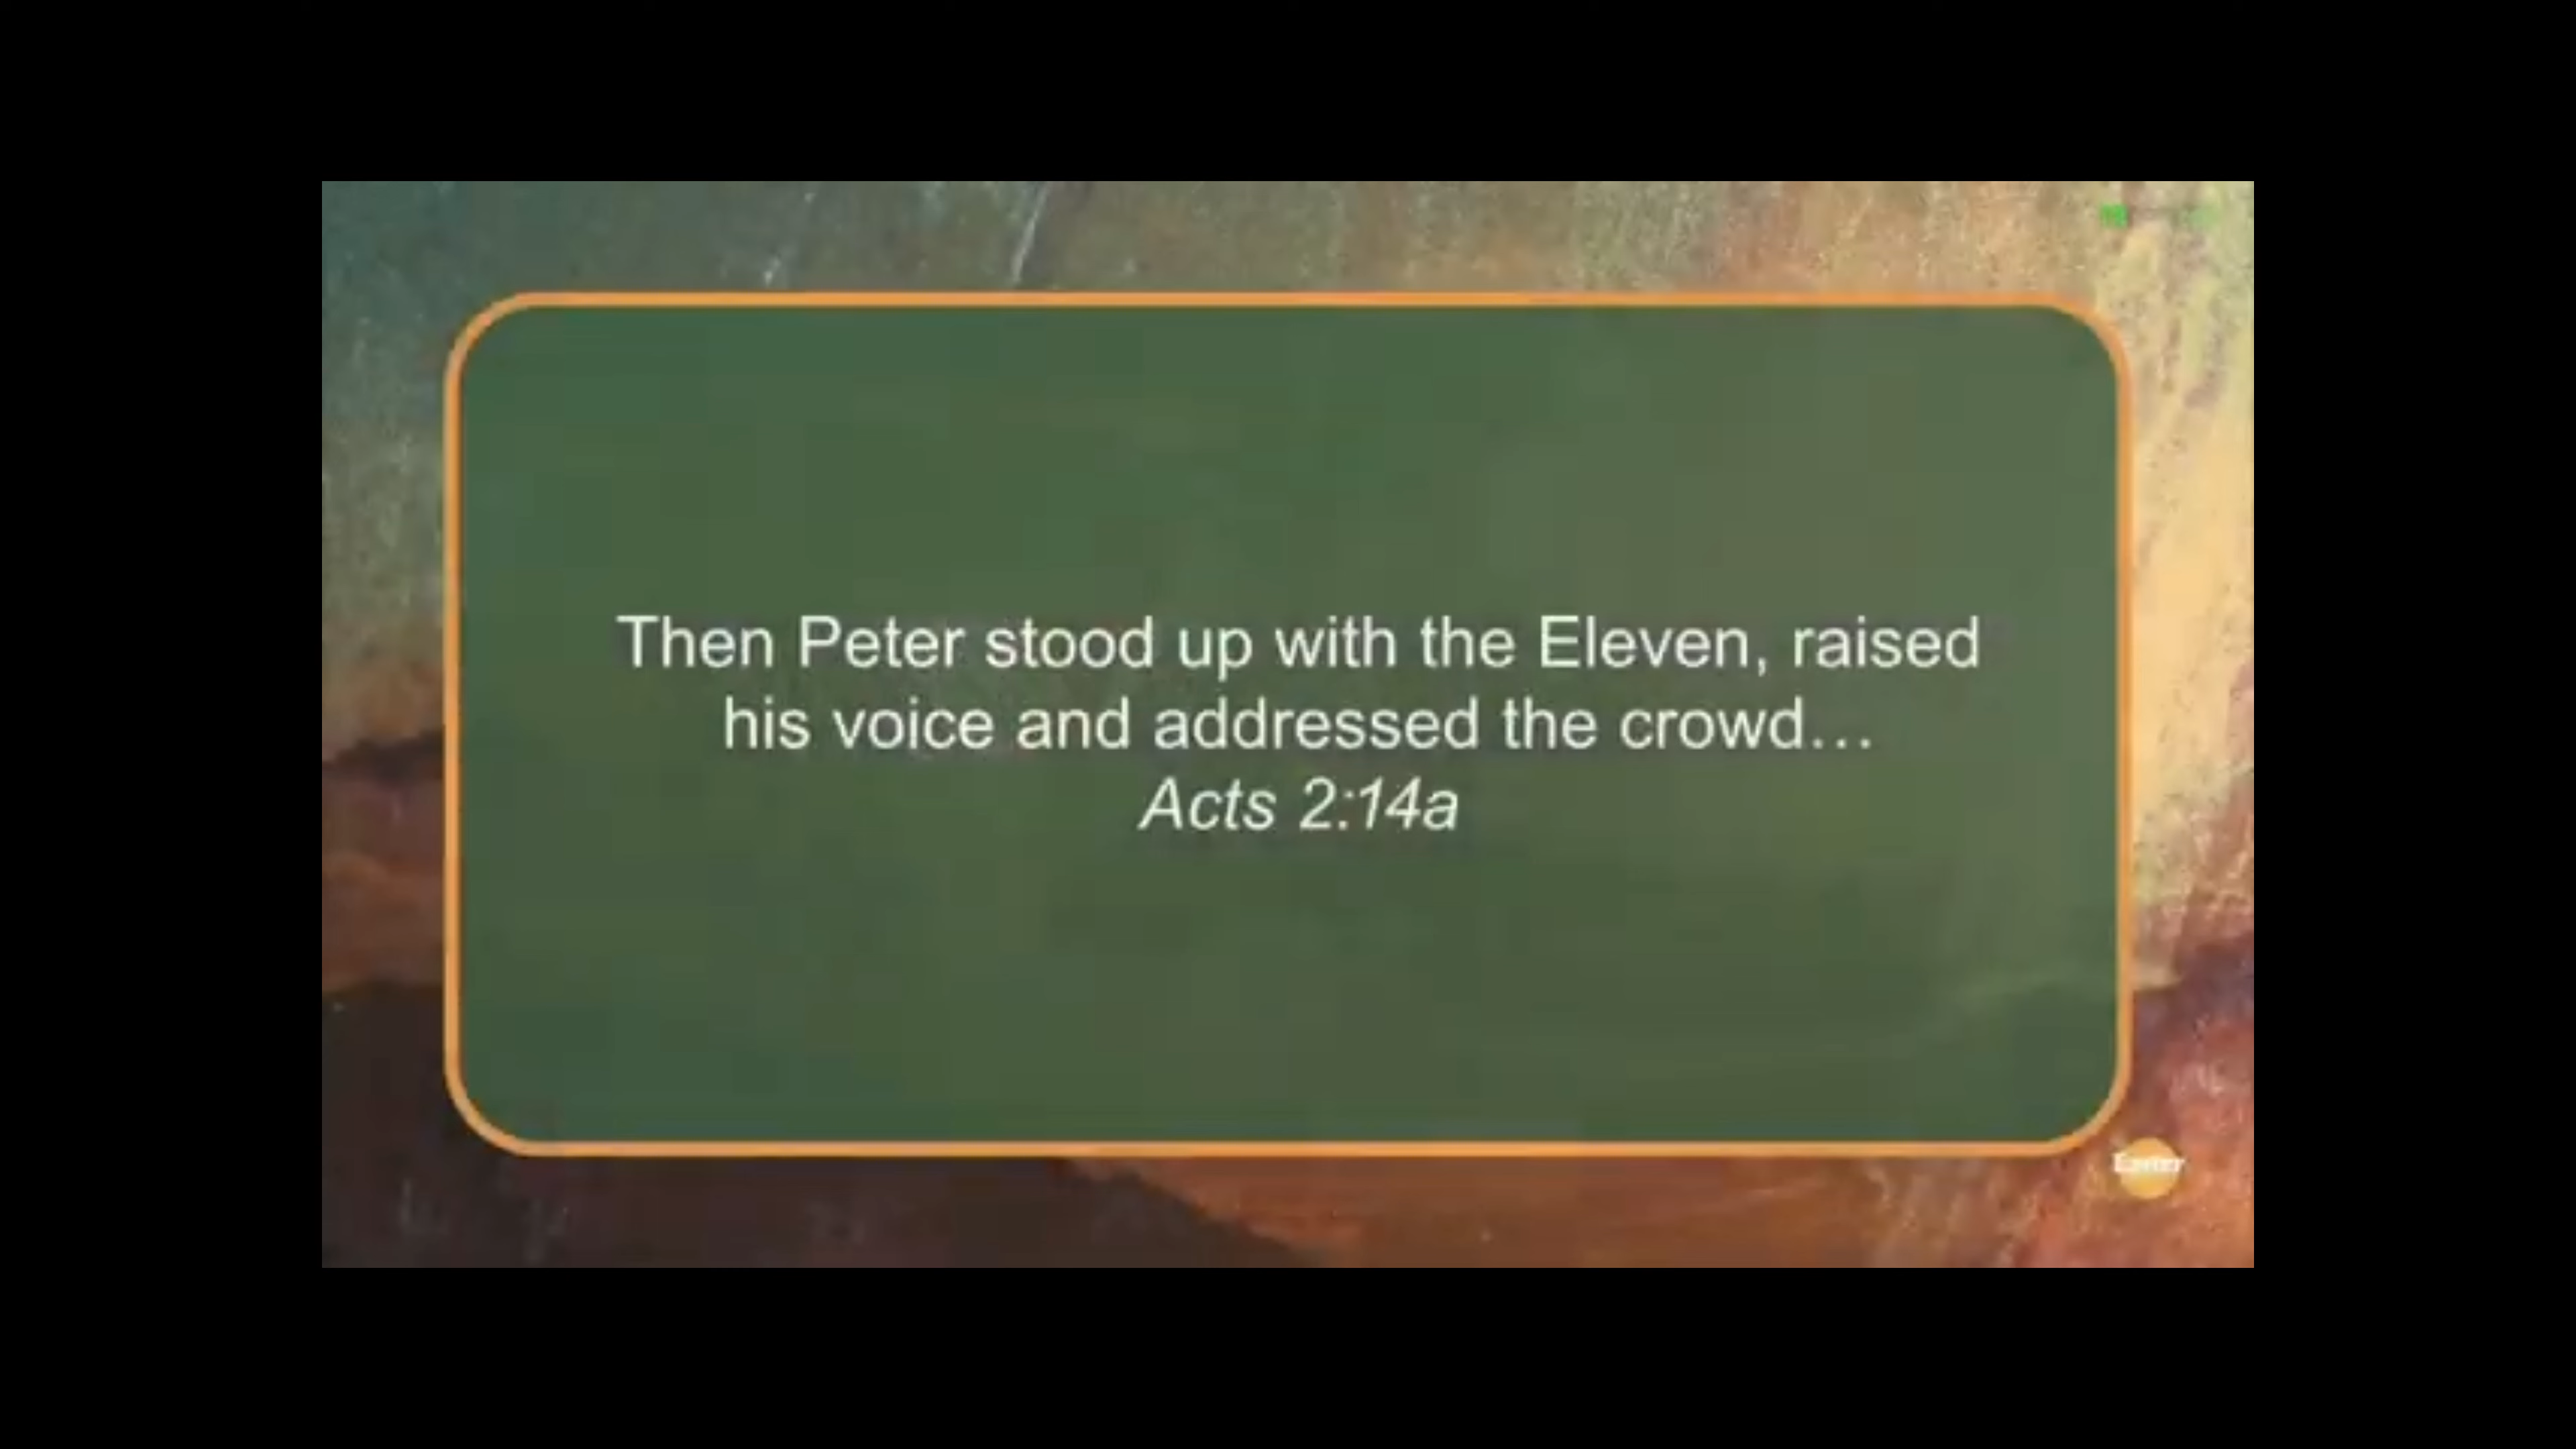 Then Peter stood up with the Eleven, raised
his voice and addressed the crowd…
Acts 2:14a